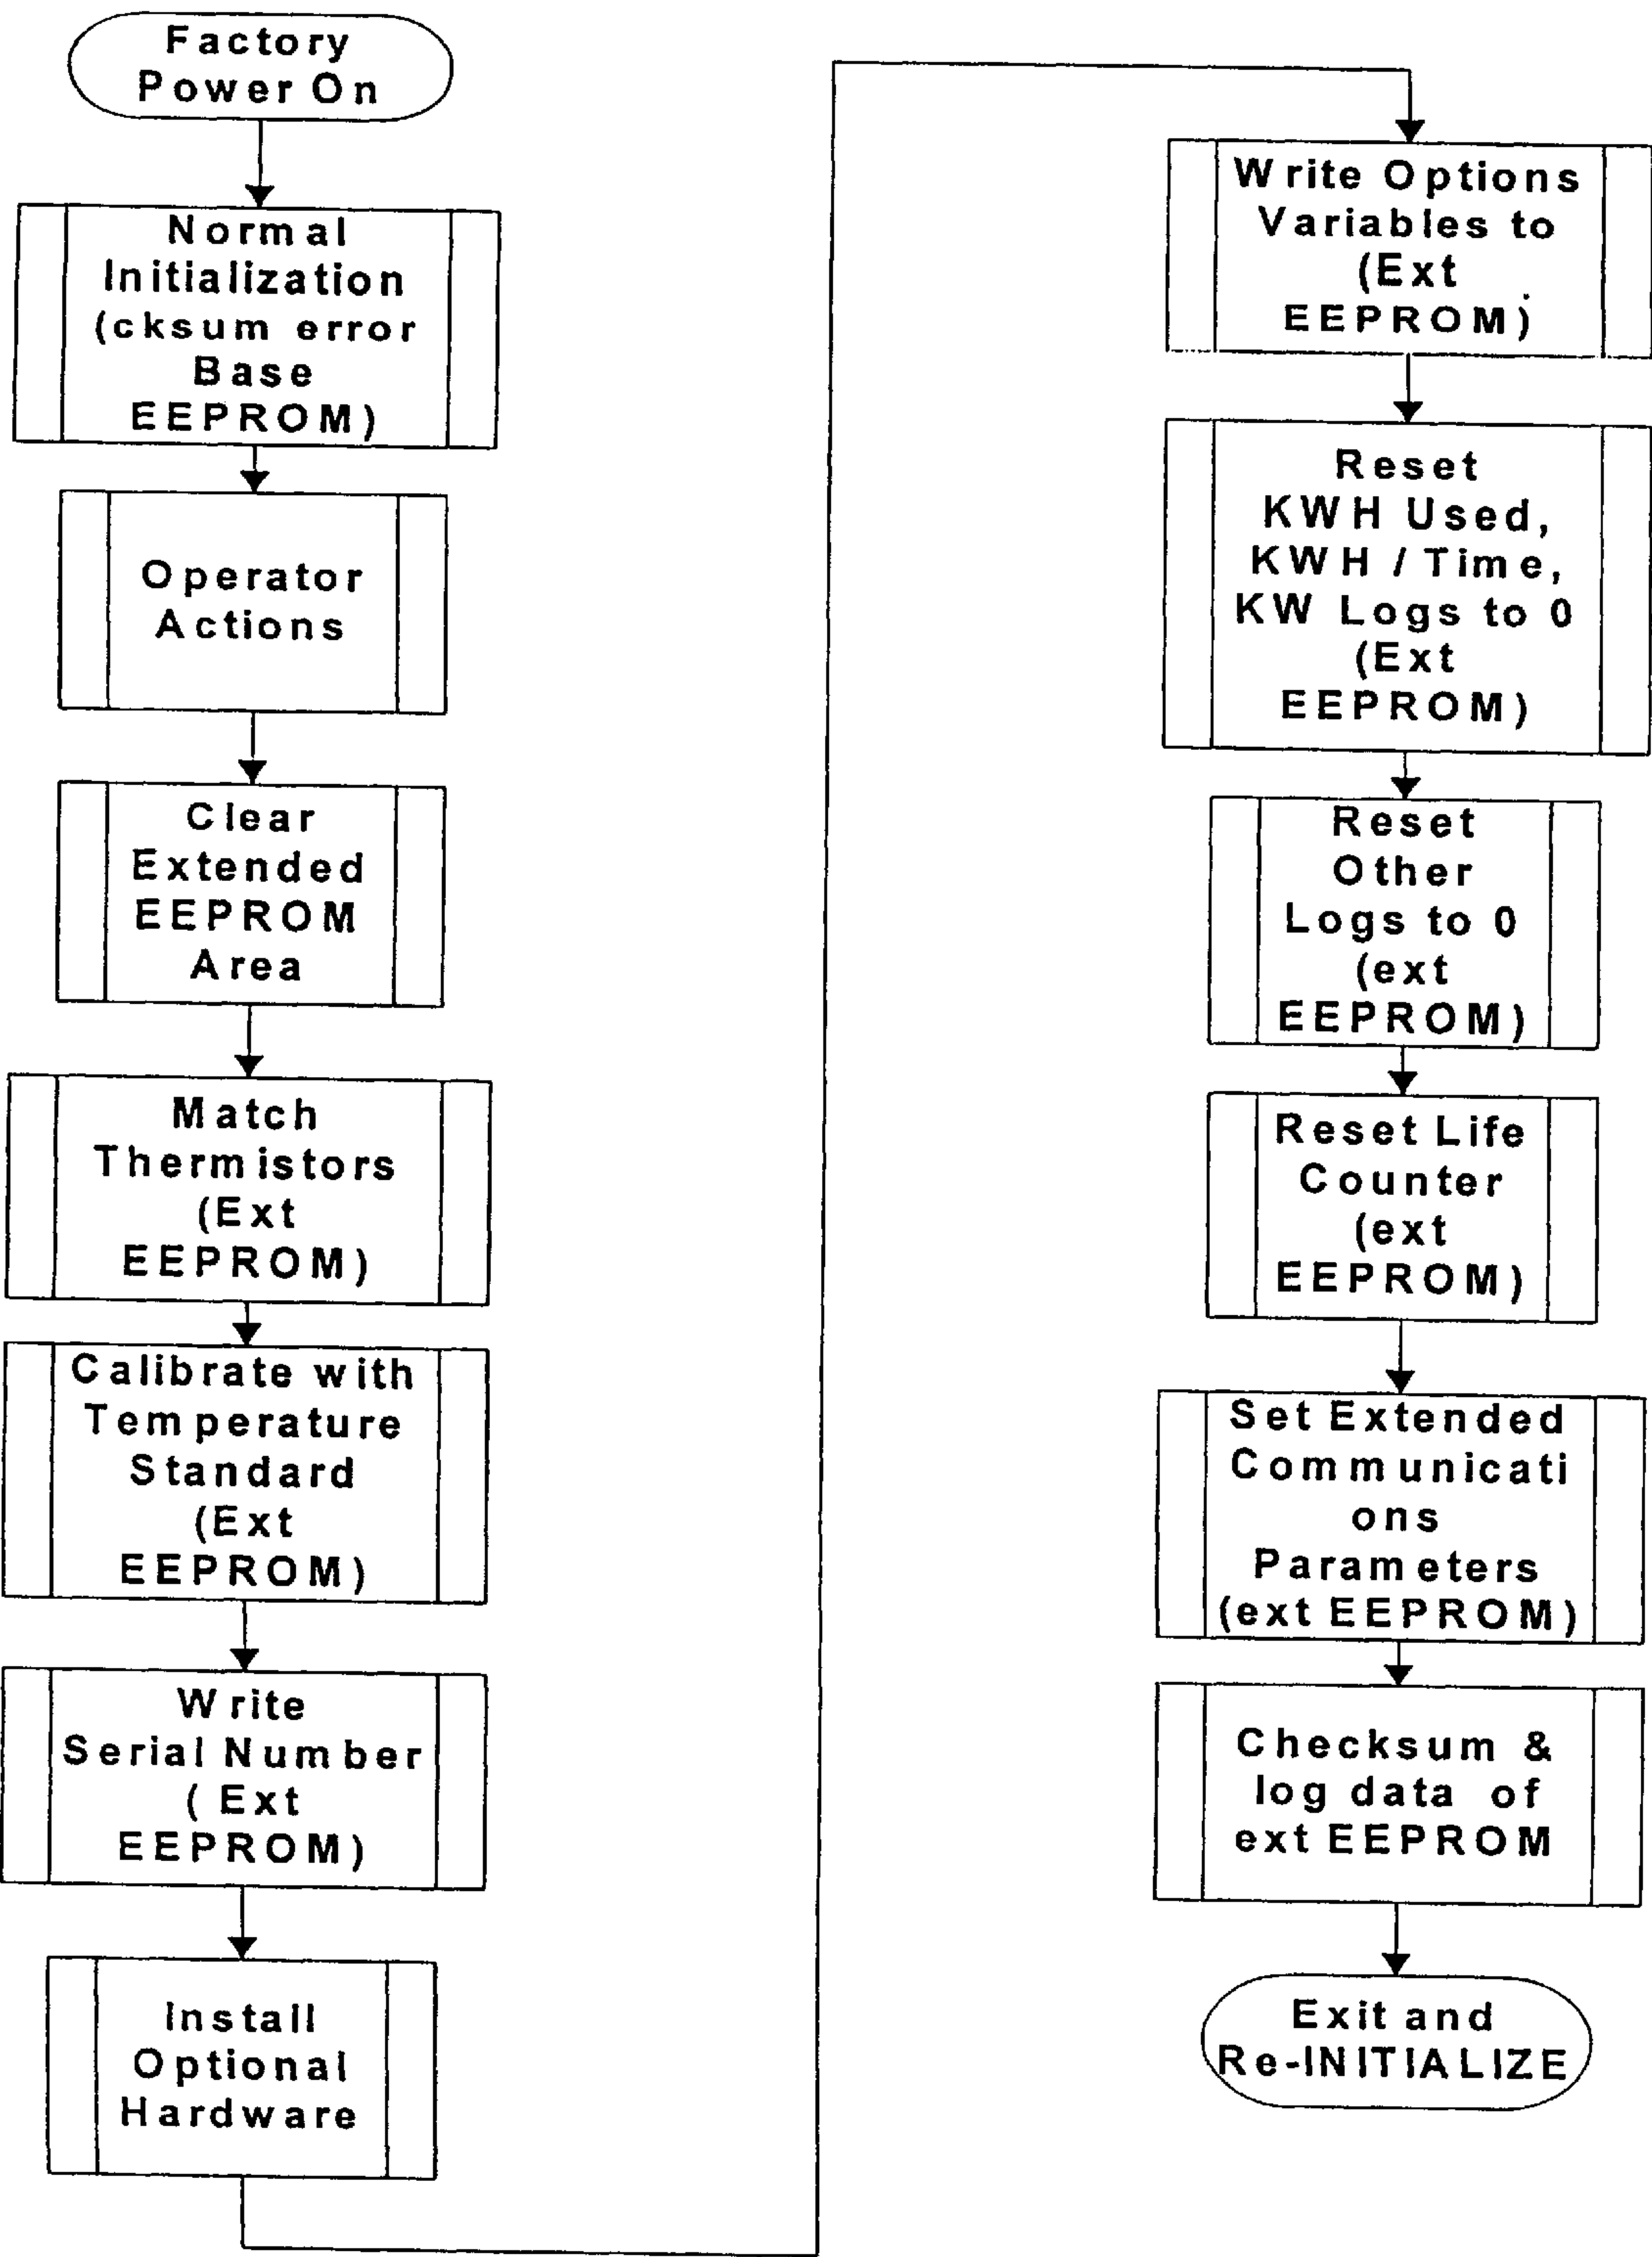 Factory
Power On
Normal
Initialization
(cksum error
Base
EEPROM)
Operator
Actions
Clear
Extended
EEPROM
Area
Match
Thermistors
(Ext
EEPROM)
Calibrate with
Temperature
Standard
(Ext
EEPROM)
Write
Serial Number
( Ext
EEPROM)
Install
Optional
Hardware
Write Options
Variables to
(Ext
EEPROM)
Reset
KWH Used,
KWH / Time,
KW Logs to 0
(Ext
EEPROM)
Reset
Other
Logs to 0
(ext
EEPROM)
Reset Life
Counter
(ext
EEPROM)
Set Extended
Communicati
ons
Parameters
(ext EEPROM)
Checksum &
log data of
ext EEPROM
Exit and
Re-INITIALIZE